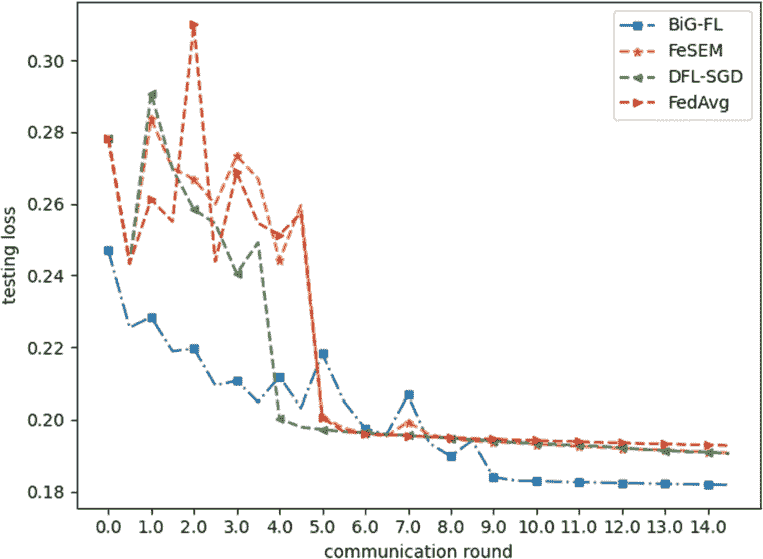 BiG-FL
FeSEM
DFL-SGD
FedAvg
0.30
0.28
0.26
0.24
0.22
0.20
0.18
testing loss
0.0 1.0 2.0 3.0 4.0 5.0 6.0 7.0 8.0 9.0 10.0 11.0 12.0 13.0 14.0
communication round